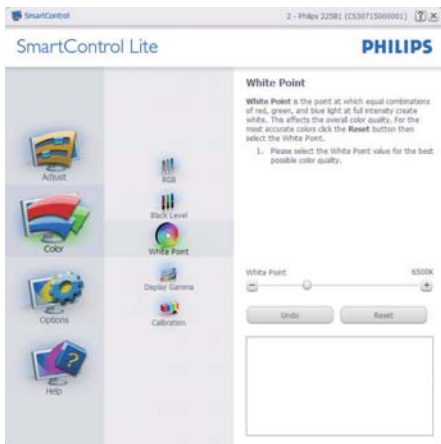 SmartControl
2 - Philips 225B1 (CS30715000001)
SmartControl Lite
PHILIPS
Adjust
Color
Options
Help
RGB
Black Level
White Point
Display Gamma
Calibration
White Point
White Point is the point at which equal combinations
of red, green, and blue light at full intensity create
white. This effects the overall color quality. For the
most accurate colors click the Reset button then
select the White Point.
1. Please select the White Point value for the best
possible color quality.
White Point 6500K
Undo Reset